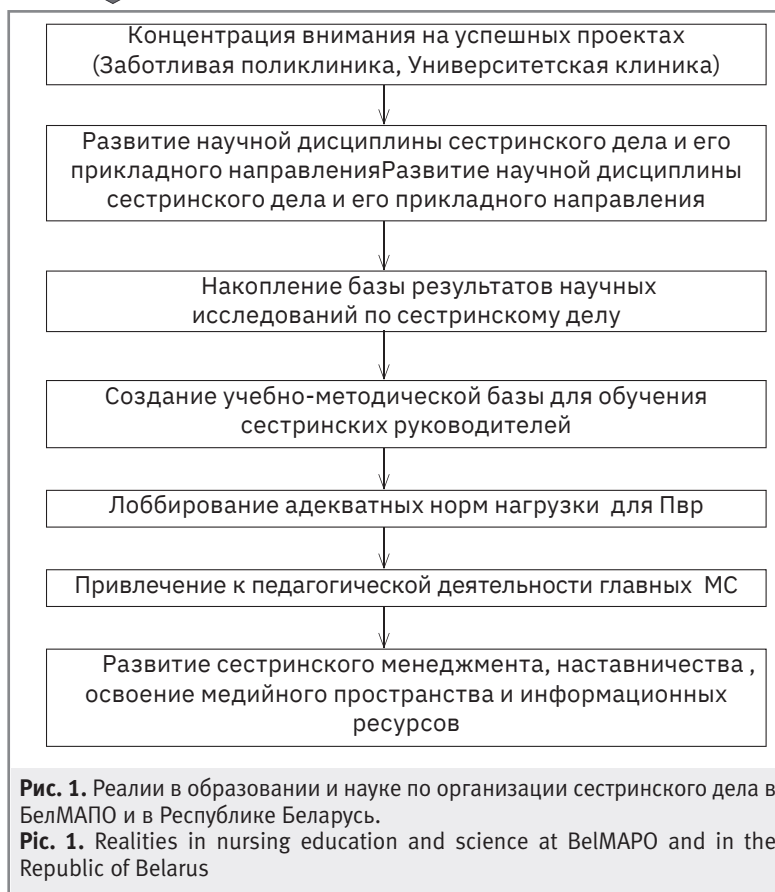 Концентрация внимания на успешных проектах
(Заботливая поликлиника, Университетская клиника)
Развитие научной дисциплины сестринского дела и его
прикладного направленияРазвитие научной дисциплины
сестринского дела и его прикладного направления
Накопление базы результатов научных
исследований по сестринскому делу
Создание учебно-методической базы для обучения
сестринских руководителей
Лоббирование адекватных норм нагрузки для Пвр
Привлечение к педагогической деятельности главных МС
Развитие сестринского менеджмента, наставничества ,
освоение медийного пространства и информационных
ресурсов
Рис. 1. Реалии в образовании и науке по организации сестринского дела в
БелМАПО и в Республике Беларусь.
Pic. 1. Realities in nursing education and science at BelMAPO and in the
Republic of Belarus